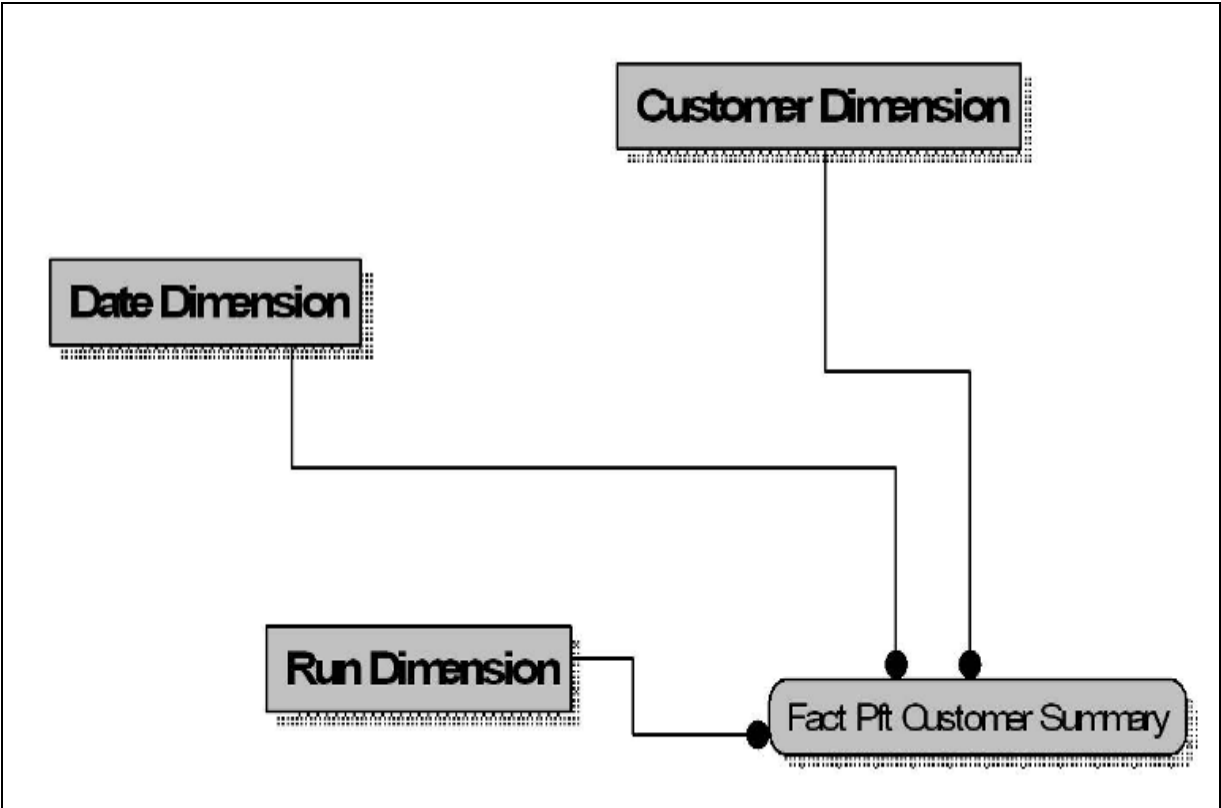 Customer Dimension
Date Dimension
Run Dimension
Fact Pft Customer Summary